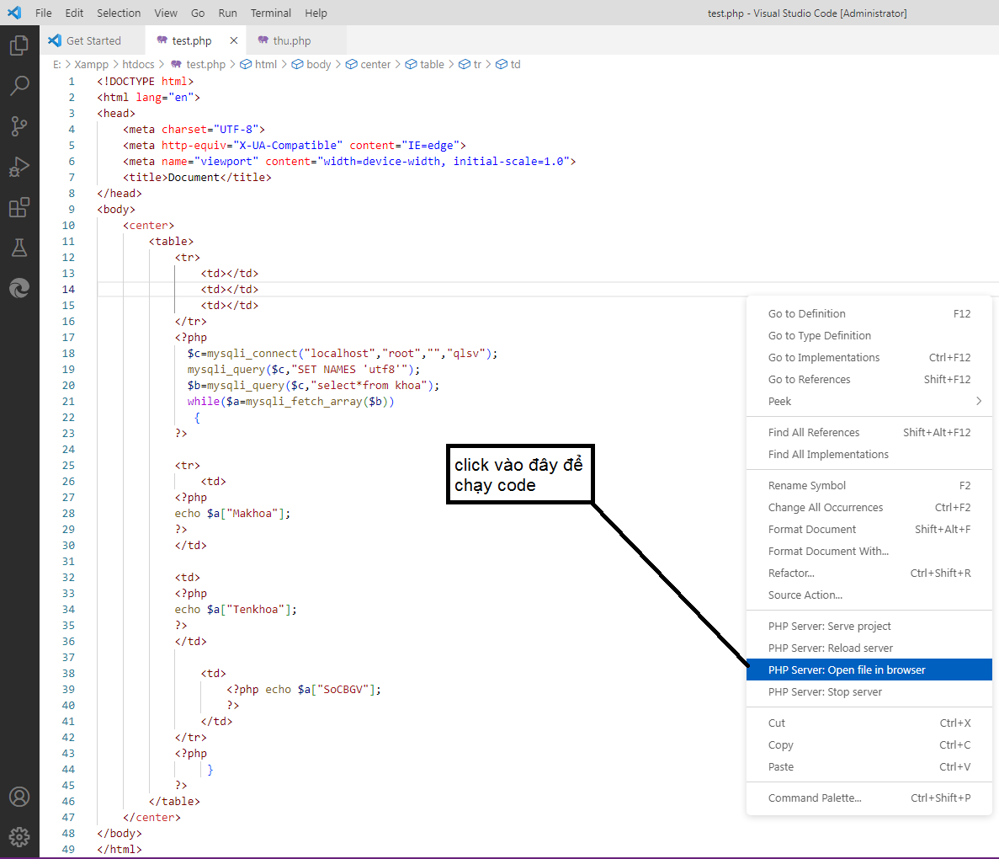 File Edit Selection View Go Run Terminal Help test.php - Visual Studio Code [Administrator]
Get Started test.php thu.php
E: > Xampp > htdocs > test.php > html > body > center > table > tr > td
1 <!DOCTYPE html>
2 <html lang="en">
3 <head>
4 <meta charset="UTF-8">
5 <meta http-equiv="X-UA-Compatible" content="IE=edge">
6 <meta name="viewport" content="width=device-width, initial-scale=1.0">
7 <title>Document</title>
8 </head>
9 <body>
10 <center>
11 <table>
12 <tr>
13 <td></td>
14 <td></td>
15 <td></td>
16 </tr>
17 <?php
18 $c=mysqli_connect("localhost","root","","qlsv");
19 mysqli_query($c,"SET NAMES 'utf8'");
20 $b=mysqli_query($c,"select*from khoa");
21 while($a=mysqli_fetch_array($b))
22 {
23 ?>
24
25 <tr>
26 <td>
27 <?php
28 echo $a["Makhoa"];
29 ?>
30 </td>
31
32 <td>
33 <?php
34 echo $a["Tenkhoa"];
35 ?>
36 </td>
37
38 <td>
39 <?php echo $a["SoCBGV"];
40 ?>
41 </td>
42 </tr>
43 <?php
44 }
45 ?>
46 </table>
47 </center>
48 </body>
49 </html>
click vào đây để
chạy code
Go to Definition F12
Go to Type Definition
Go to Implementations Ctrl+F12
Go to References Shift+F12
Peek >
Find All References Shift+Alt+F12
Find All Implementations
Rename Symbol F2
Change All Occurrences Ctrl+F2
Format Document Shift+Alt+F
Format Document With...
Refactor... Ctrl+Shift+R
Source Action...
PHP Server: Serve project
PHP Server: Reload server
PHP Server: Open file in browser
PHP Server: Stop server
Cut Ctrl+X
Copy Ctrl+C
Paste Ctrl+V
Command Palette... Ctrl+Shift+P